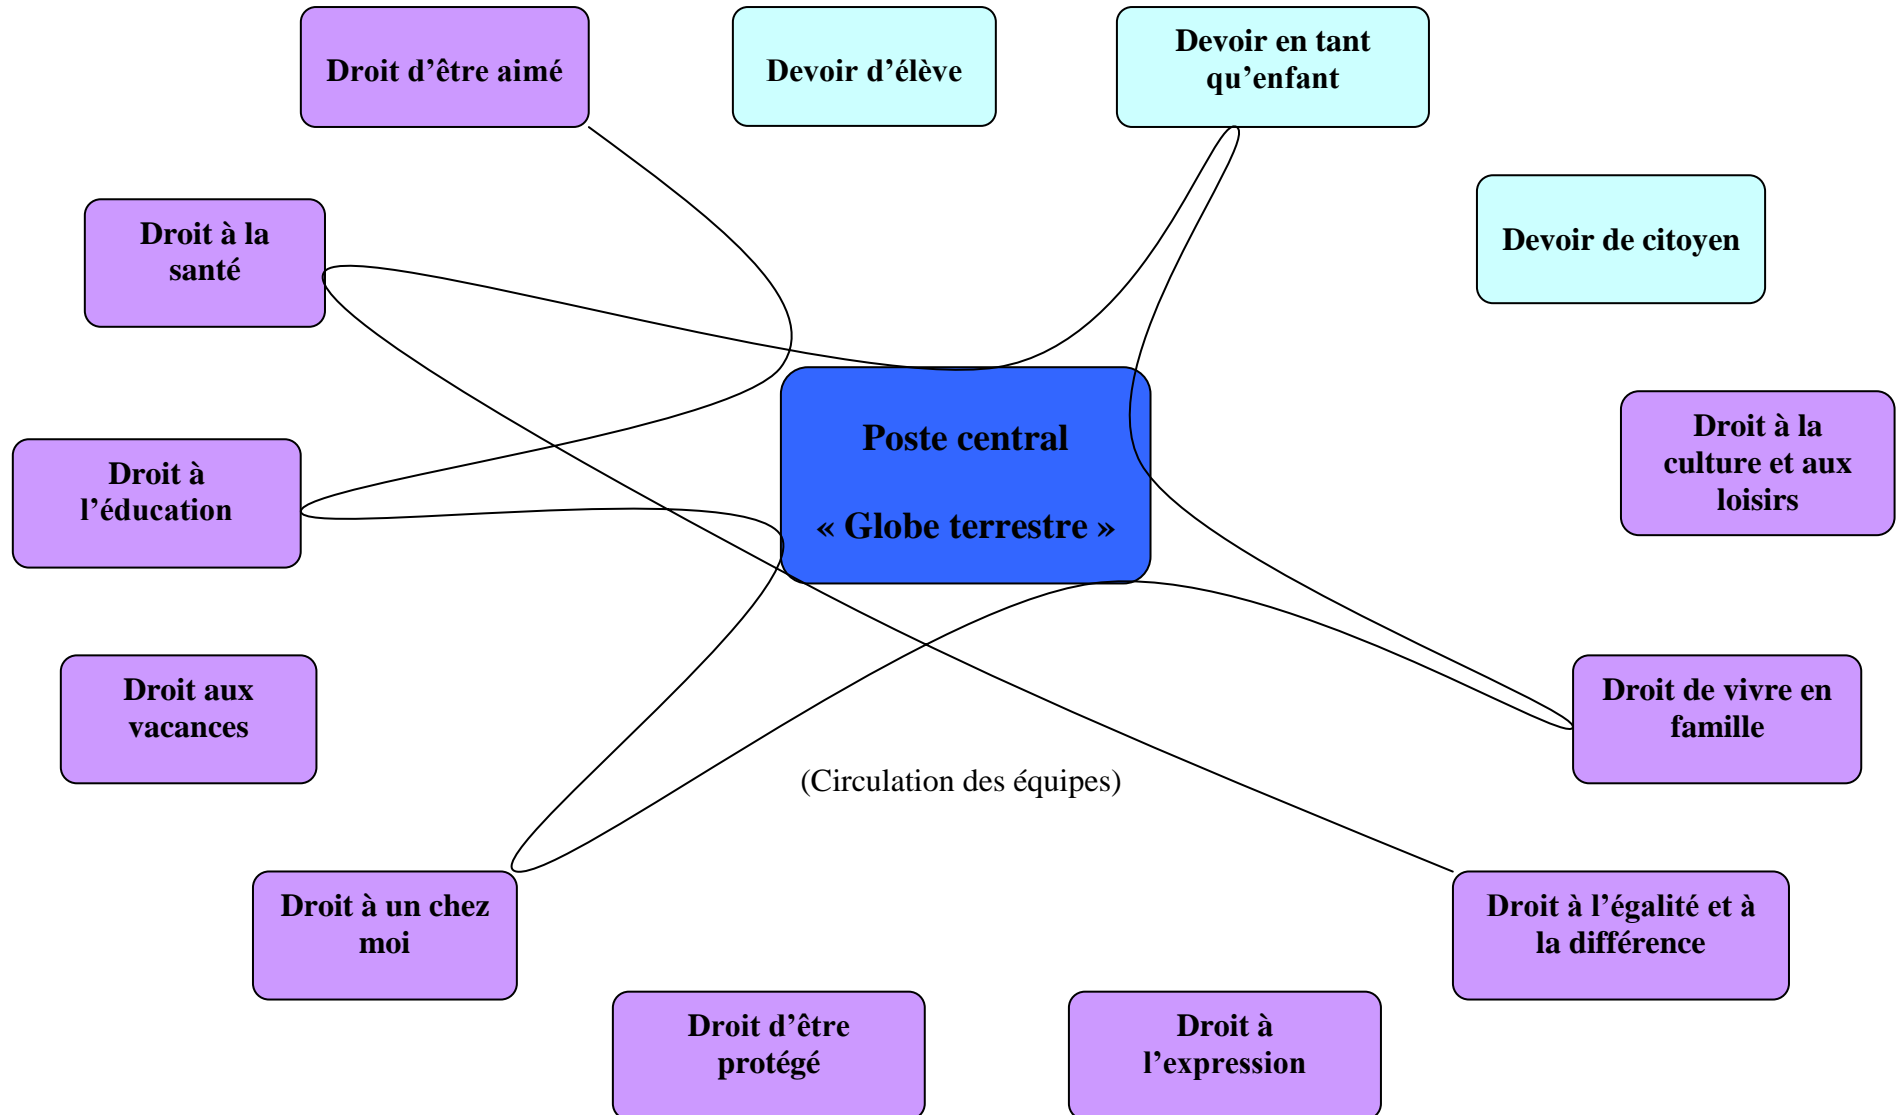 Droit d’être aimé
Devoir d’élève
Devoir en tant
qu’enfant
Droit à la
santé
Devoir de citoyen
Poste central
« Globe terrestre »
Droit à la
culture et aux
loisirs
Droit à
l’éducation
Droit aux
vacances
Droit de vivre en
famille
(Circulation des équipes)
Droit à un chez
moi
Droit à l’égalité et à
la différence
Droit d’être
protégé
Droit à
l’expression